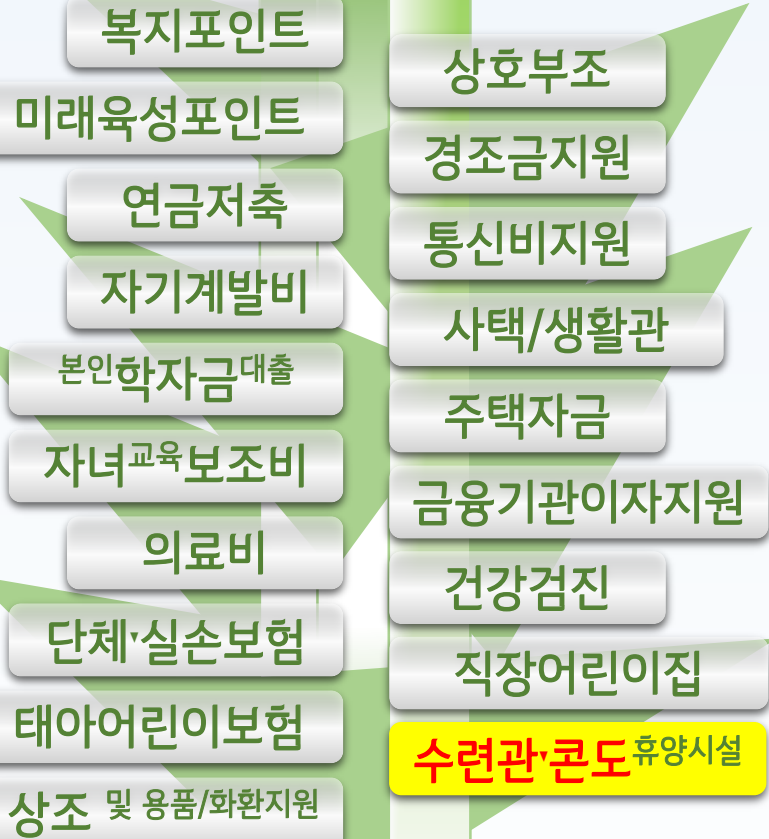 복지포인트
미래육성포인트
연금저축
자기계발비
본인학자금대출
자녀교육보조비
의료비
단체▾실손보험
태아어린이보험
상조 및 용품/화환지원
상호부조
경조금지원
통신비지원
사택/생활관
주택자금
금융기관이자지원
건강검진
직장어린이집
수련관▾콘도휴양시설